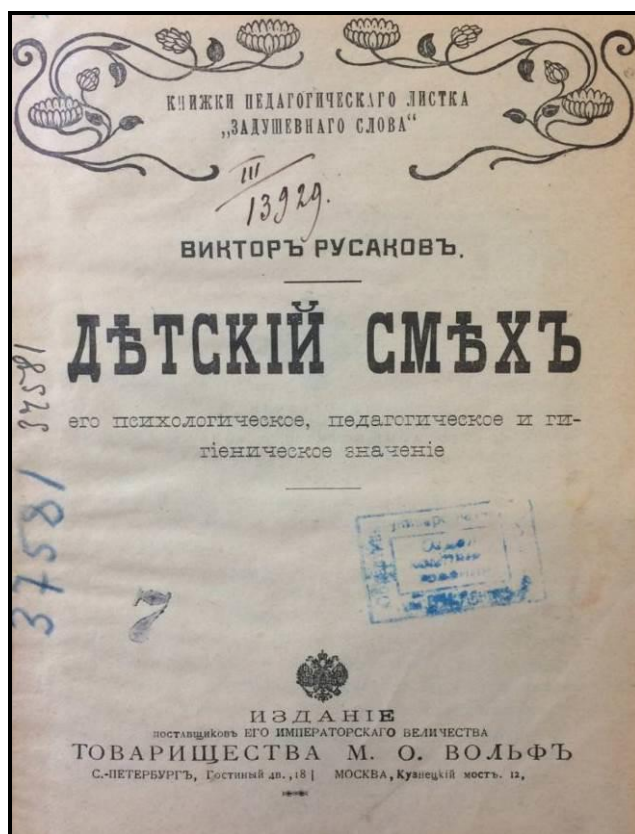 КНИЖКИ ПЕДАГОГИЧЕСКАГО ЛИСТКА
„ЗАДУШЕВНАГО СЛОВА“
III
13929.
ВИКТОРЪ РУСАКОВЪ.
ДѢТСКІЙ СМѢХЪ
его психологическое, педагогическое и ги-
гіеническое значеніе
37581
37581
7
ИЗДАНІЕ
поставщиковъ ЕГО ИМПЕРАТОРСКАГО ВЕЛИЧЕСТВА
ТОВАРИЩЕСТВА М. О. ВОЛЬФЪ
С.-ПЕТЕРБУРГЪ, Гостиный дв., 18 | МОСКВА, Кузнецкій мостъ. 12,